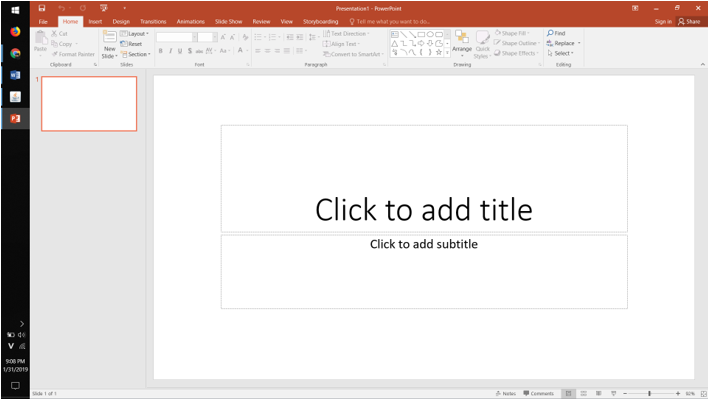 Presentation1 - PowerPoint
File Home Insert Design Transitions Animations Slide Show Review View Storyboarding Tell me what you want to do... Sign in Share
Paste
Cut
Copy
Format Painter
Clipboard
New Slide
Layout
Reset
Section
Slides
B I U S abc AV Aa A
Font
Text Direction
Align Text
Convert to SmartArt
Paragraph
Arrange
Quick Styles
Shape Fill
Shape Outline
Shape Effects
Drawing
Find
Replace
Select
Editing
1
Click to add title
Click to add subtitle
9:08 PM
1/31/2019
Slide 1 of 1
Notes Comments 92%